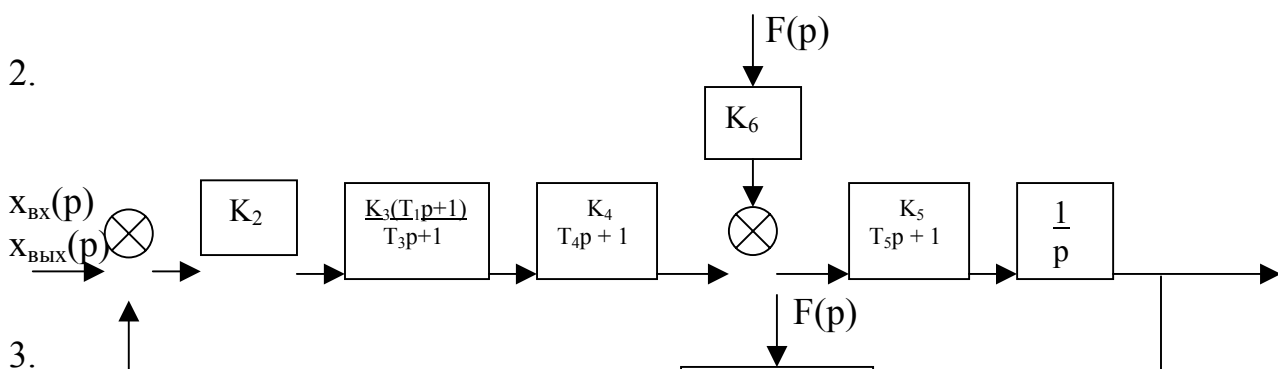 F(p)
2.
K₆
x_вх(p)
x_вых(p)
K₂
K₃(T₁p+1)
T₃p+1
K₄
T₄p + 1
K₅
T₅p + 1
1
p
F(p)
3.